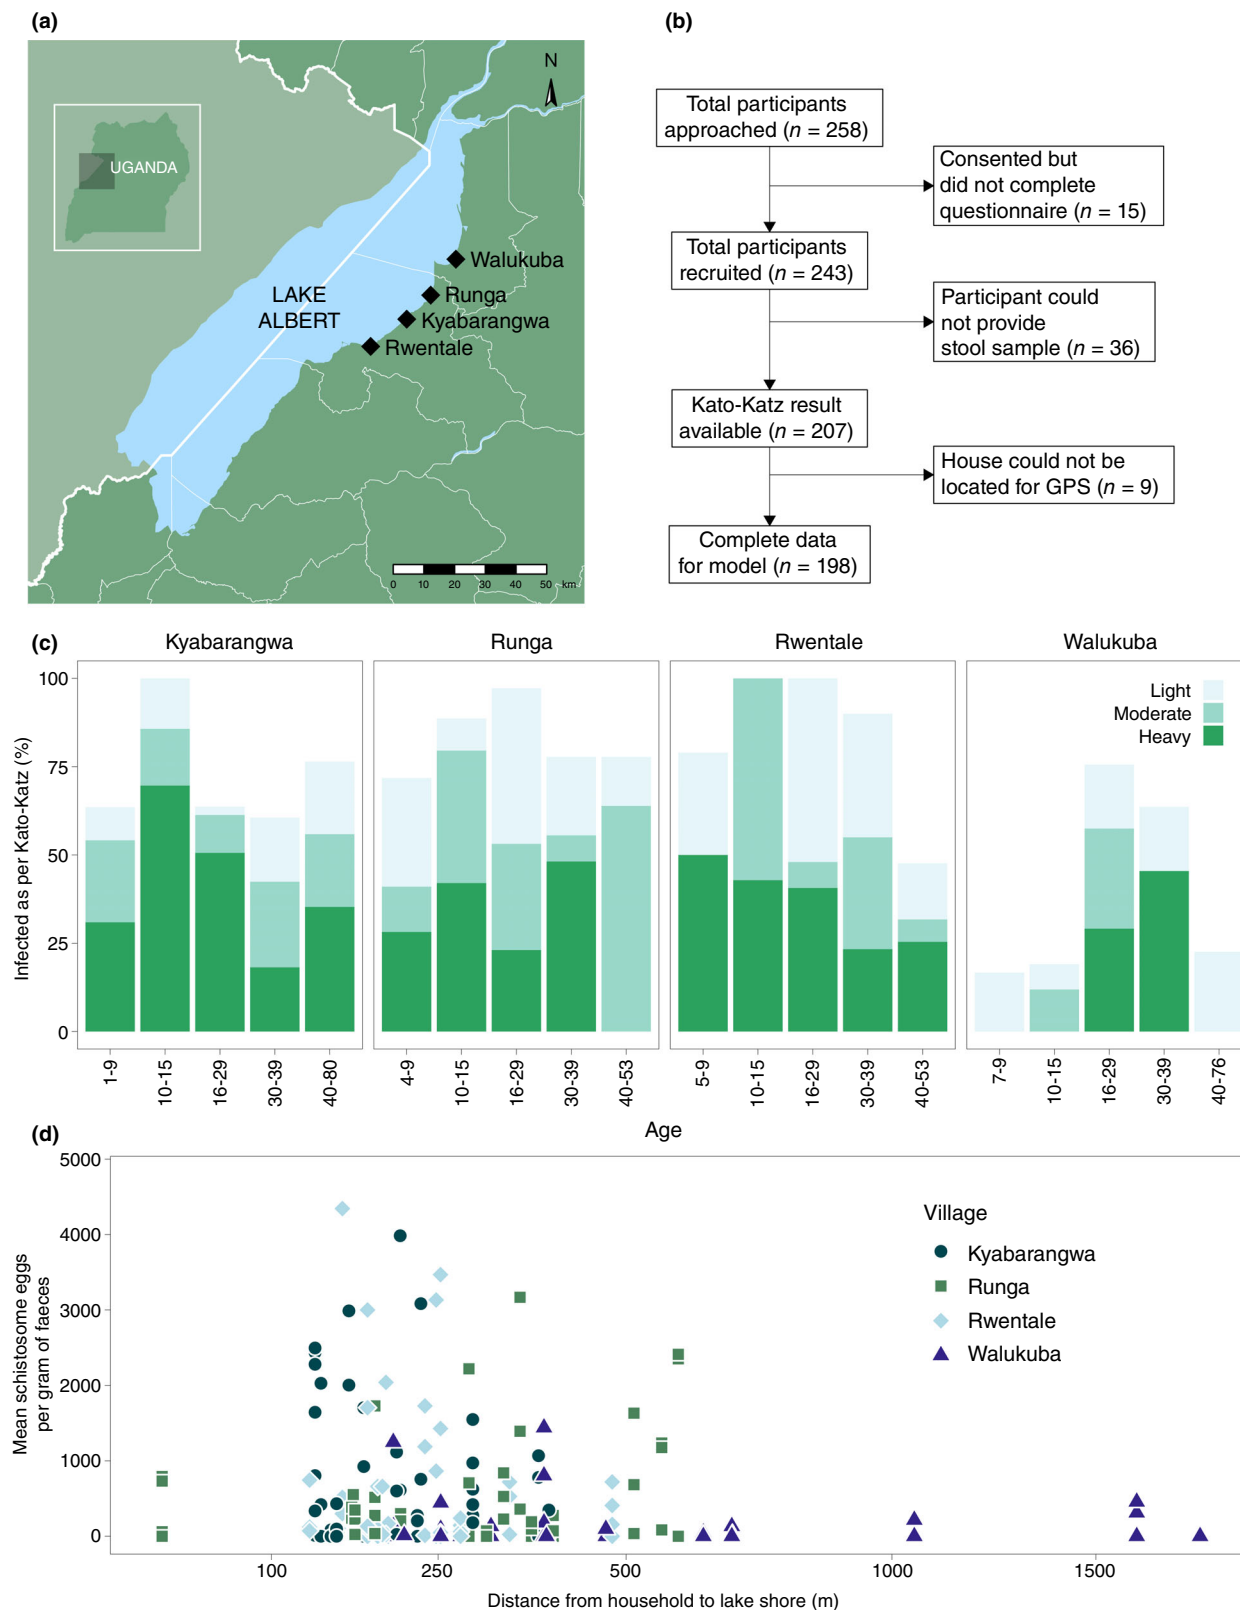 (a)
N
UGANDA
Walukuba
LAKE
ALBERT
Runga
Kyabarangwa
Rwentale
0 10 20 30 40 50 km
(b)
Total participants
approached (n = 258)
Consented but
did not complete
questionnaire (n = 15)
Total participants
recruited (n = 243)
Participant could
not provide
stool sample (n = 36)
Kato-Katz result
available (n = 207)
House could not be
located for GPS (n = 9)
Complete data
for model (n = 198)
(c)
Kyabarangwa
Runga
Rwentale
Walukuba
Infected as per Kato-Katz (%)
100
75
50
25
0
Light
Moderate
Heavy
1-9
10-15
16-29
30-39
40-80
4-9
10-15
16-29
30-39
40-53
5-9
10-15
16-29
30-39
40-53
7-9
10-15
16-29
30-39
40-76
Age
(d)
Mean schistosome eggs
per gram of faeces
5000
4000
3000
2000
1000
0
Village
Kyabarangwa
Runga
Rwentale
Walukuba
100 250 500 1000 1500
Distance from household to lake shore (m)